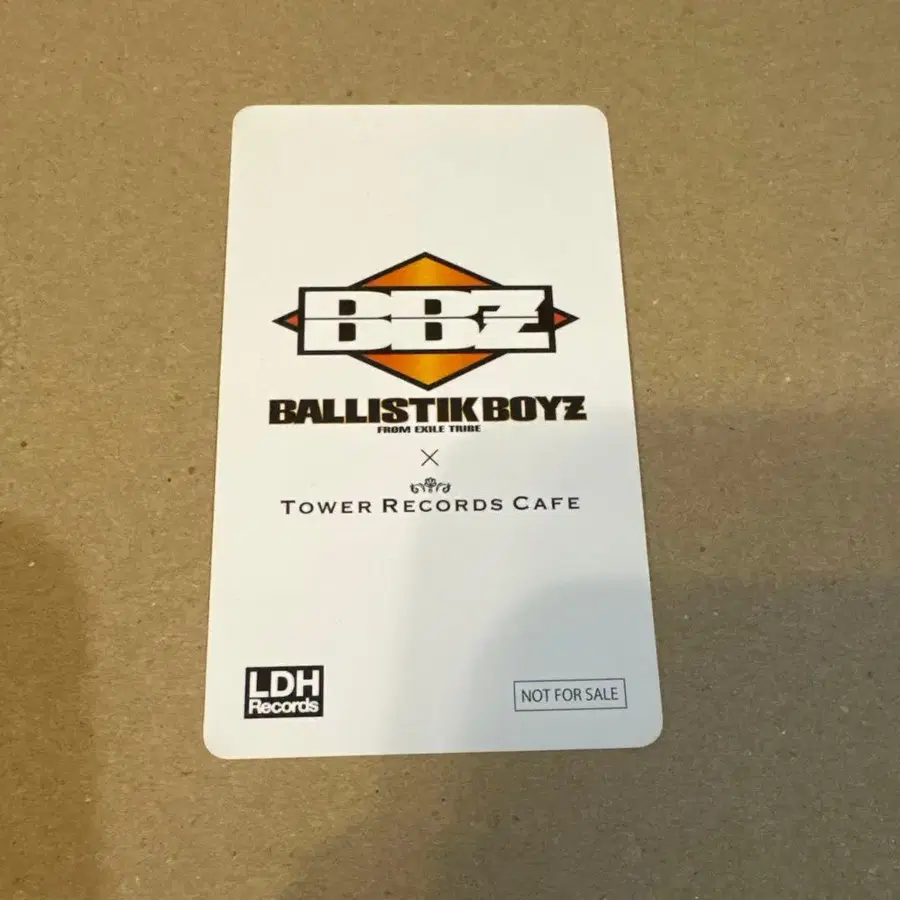 BBZ
BALLISTIK BOYZ
FROM EXILE TRIBE
×
TOWER RECORDS CAFE
LDH
Records
NOT FOR SALE